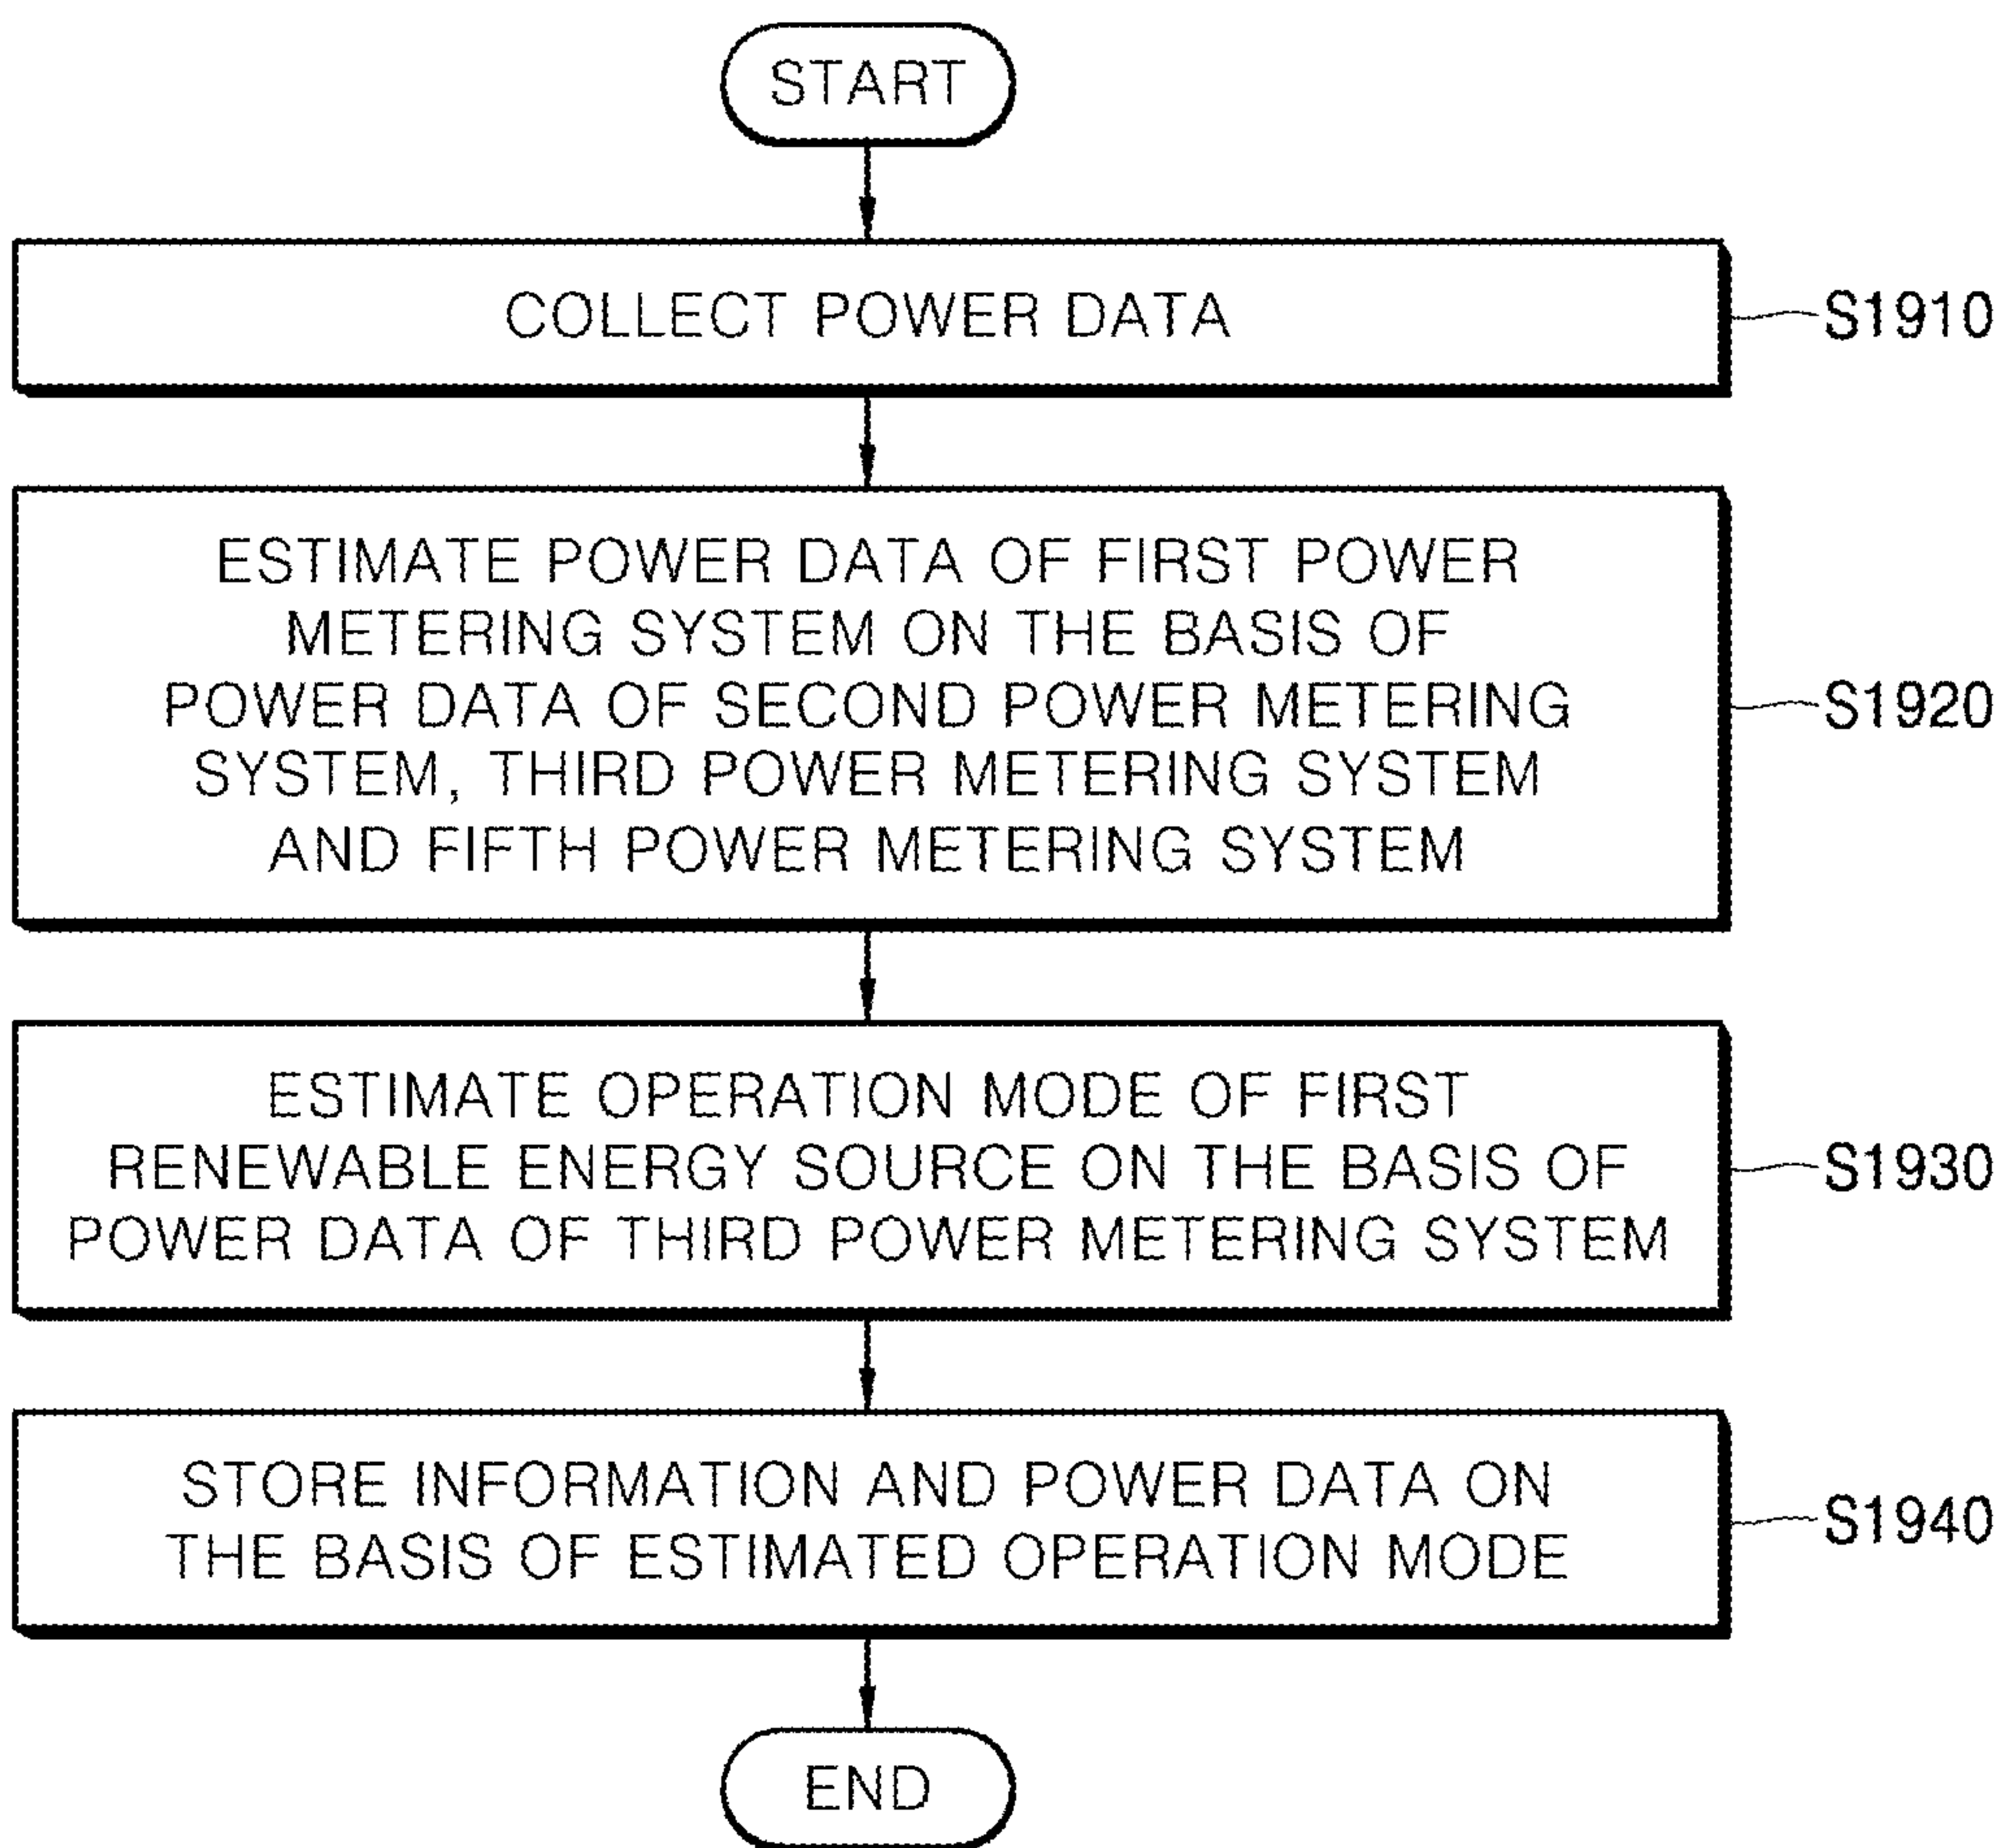 START
COLLECT POWER DATA
S1910
ESTIMATE POWER DATA OF FIRST POWER
METERING SYSTEM ON THE BASIS OF
POWER DATA OF SECOND POWER METERING
SYSTEM, THIRD POWER METERING SYSTEM
AND FIFTH POWER METERING SYSTEM
S1920
ESTIMATE OPERATION MODE OF FIRST
RENEWABLE ENERGY SOURCE ON THE BASIS OF
POWER DATA OF THIRD POWER METERING SYSTEM
S1930
STORE INFORMATION AND POWER DATA ON
THE BASIS OF ESTIMATED OPERATION MODE
S1940
END